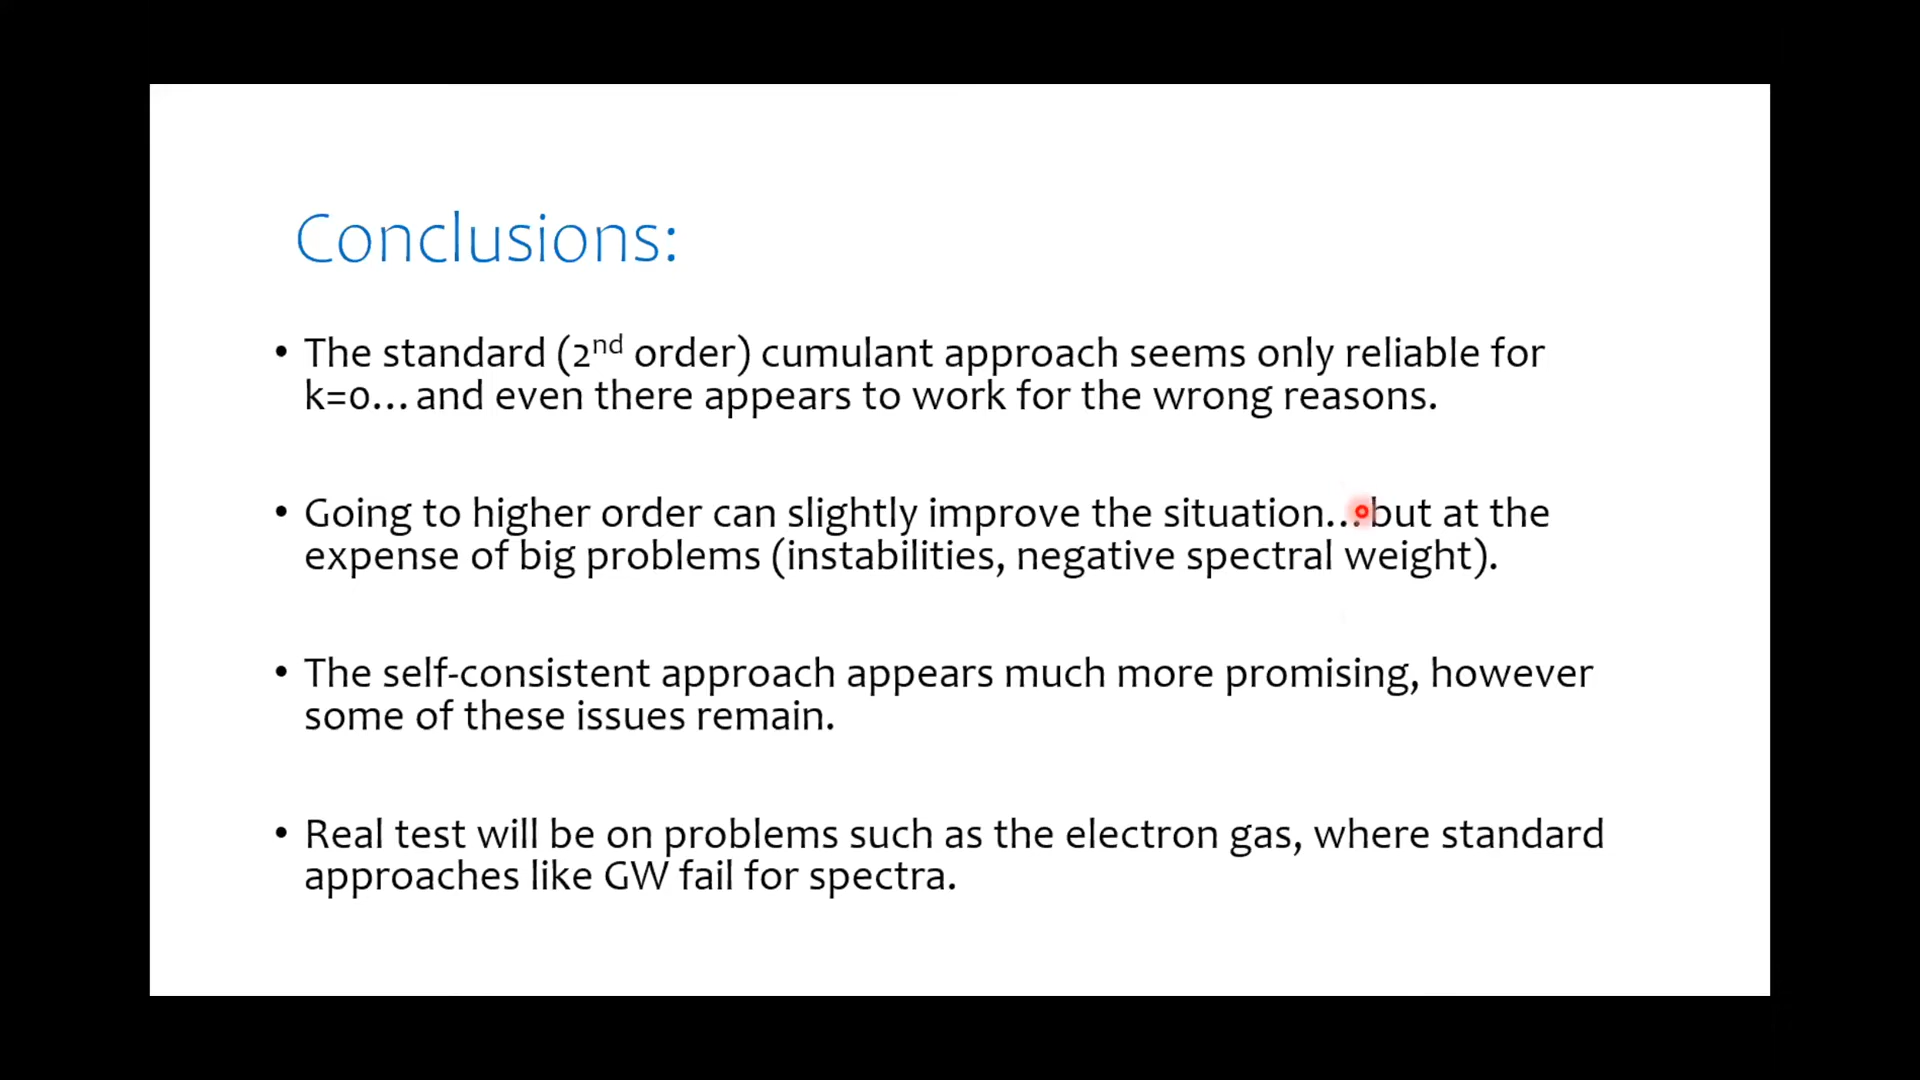 Conclusions:
• The standard (2nd order) cumulant approach seems only reliable for
k=0... and even there appears to work for the wrong reasons.
• Going to higher order can slightly improve the situation... but at the
expense of big problems (instabilities, negative spectral weight).
• The self-consistent approach appears much more promising, however
some of these issues remain.
• Real test will be on problems such as the electron gas, where standard
approaches like GW fail for spectra.